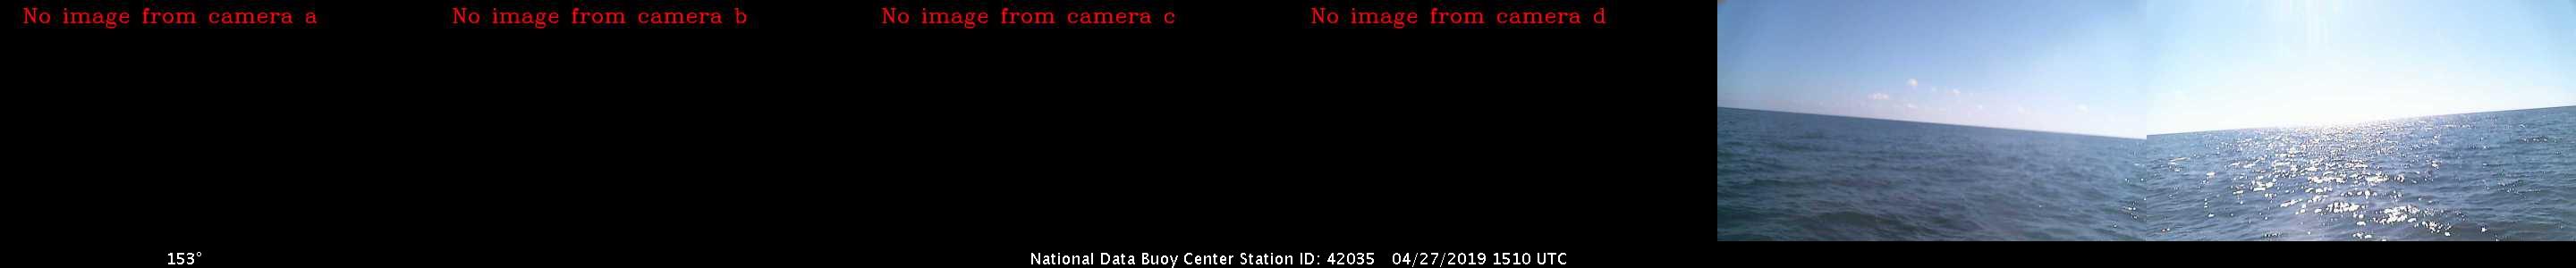 No image from camera a
No image from camera b
No image from camera c
No image from camera d
153°
National Data Buoy Center Station ID: 42035 04/27/2019 1510 UTC